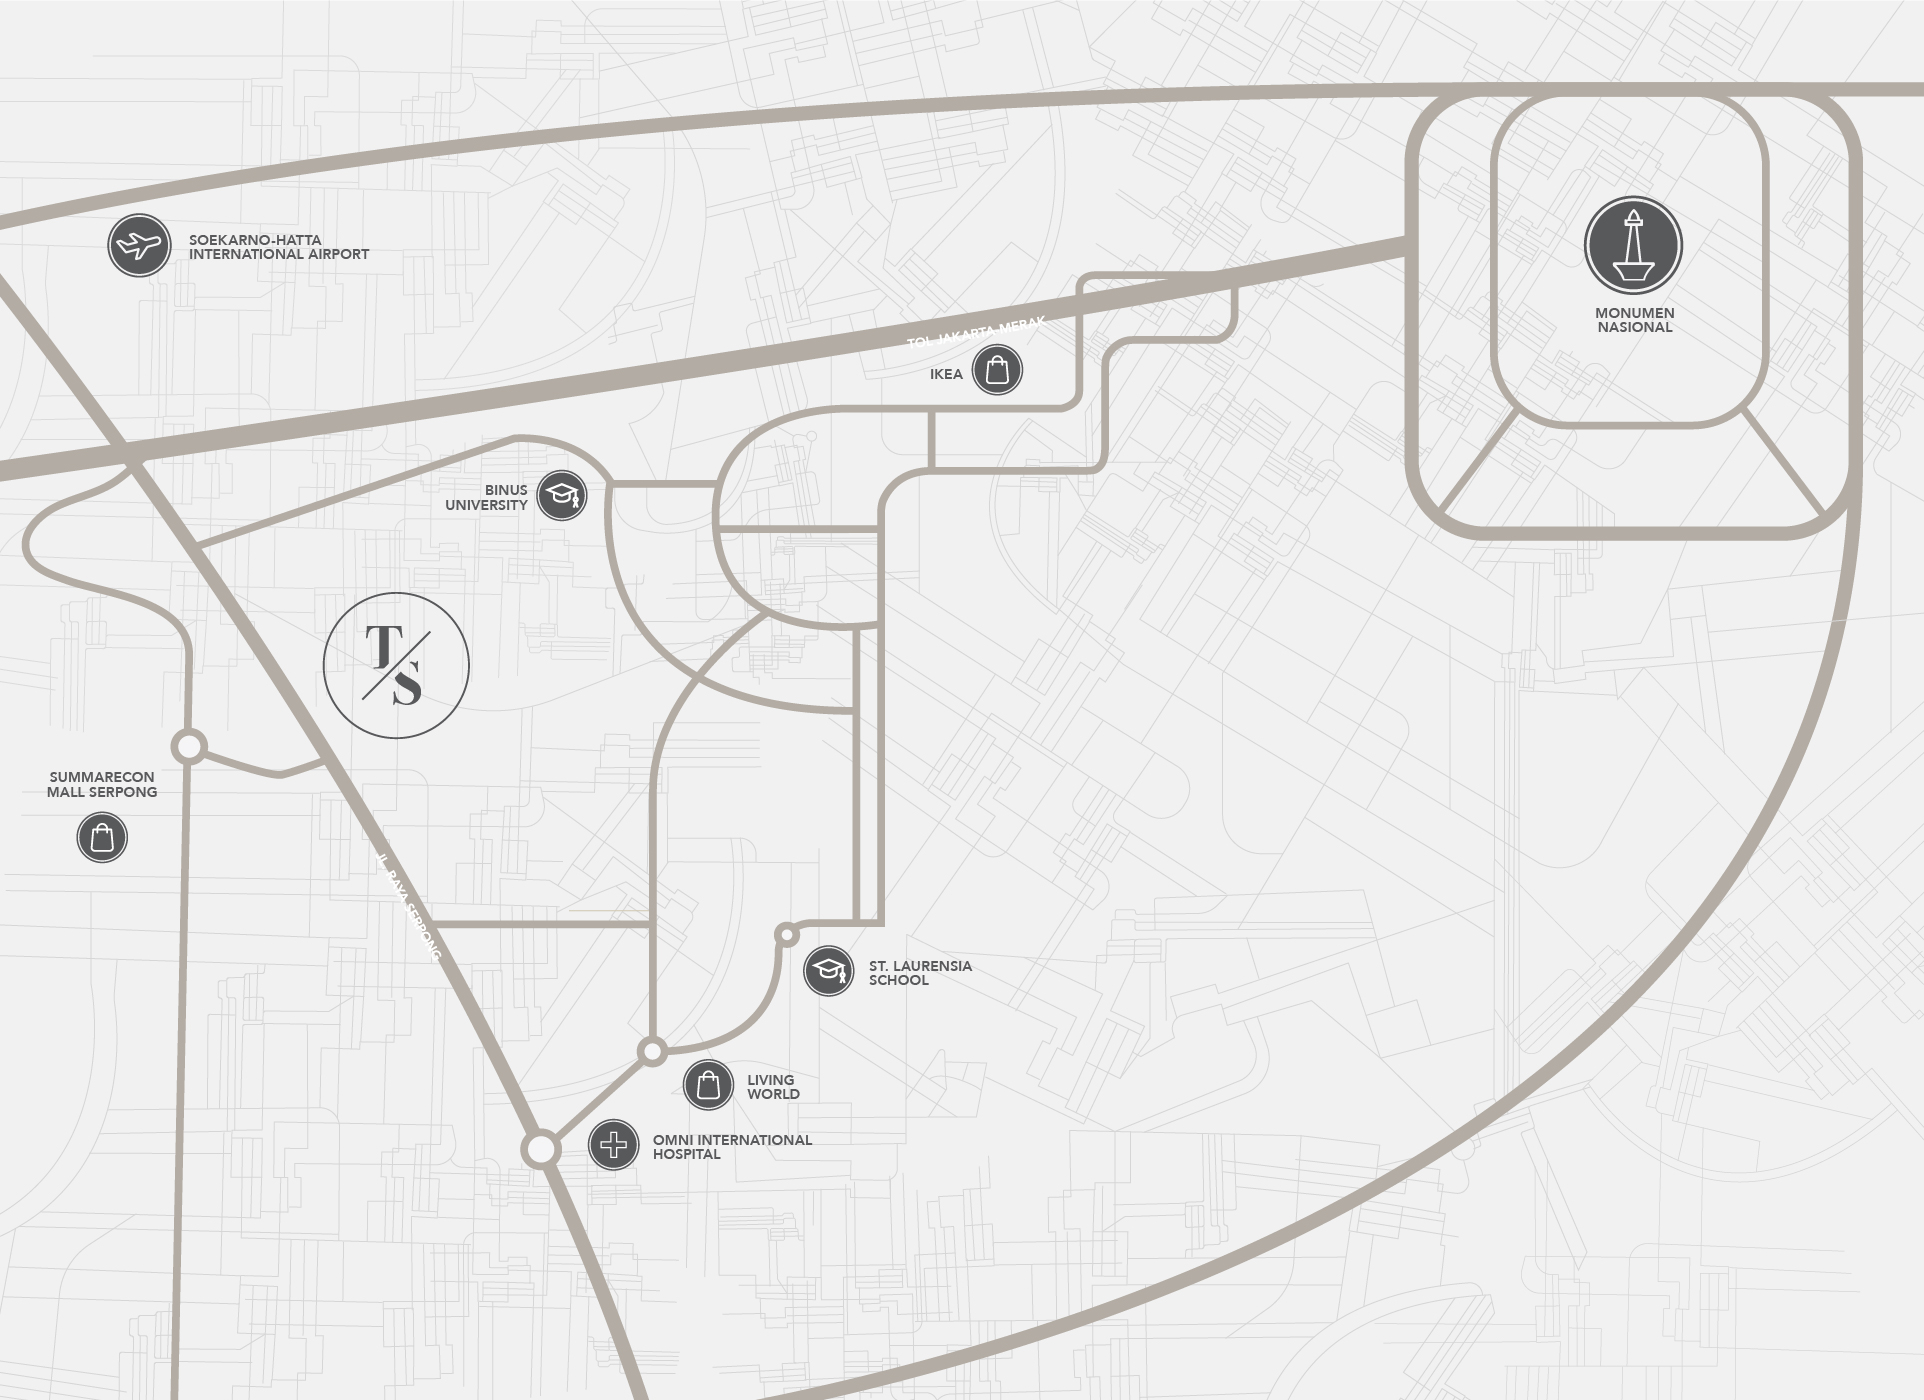 SOEKARNO-HATTA
INTERNATIONAL AIRPORT
MONUMEN
NASIONAL
TOL JAKARTA-MERAK
IKEA
BINUS
UNIVERSITY
T/S
SUMMARECON
MALL SERPONG
JL. RAYA SERPONG
ST. LAURENSIA
SCHOOL
LIVING
WORLD
OMNI INTERNATIONAL
HOSPITAL